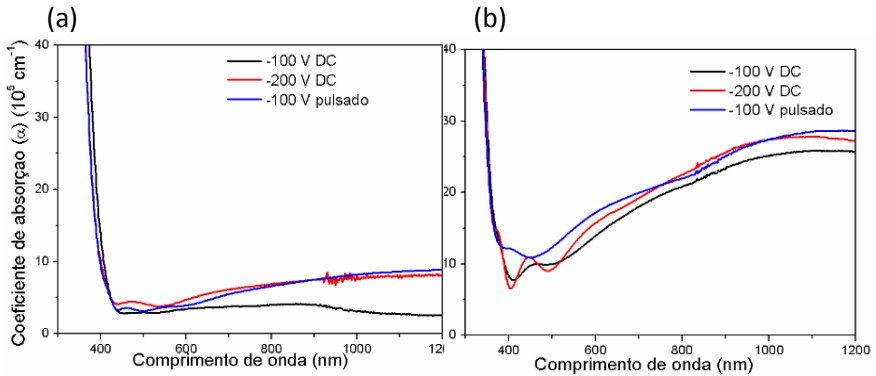 (a)
(b)
Coeficiente de absorçao (α) (10⁵ cm⁻¹)
40
30
20
10
0
-100 V DC
-200 V DC
-100 V pulsado
400 600 800 1000 120
Comprimento de onda (nm)
40
30
20
10
0
-100 V DC
-200 V DC
-100 V pulsado
400 600 800 1000 1200
Comprimento de onda (nm)